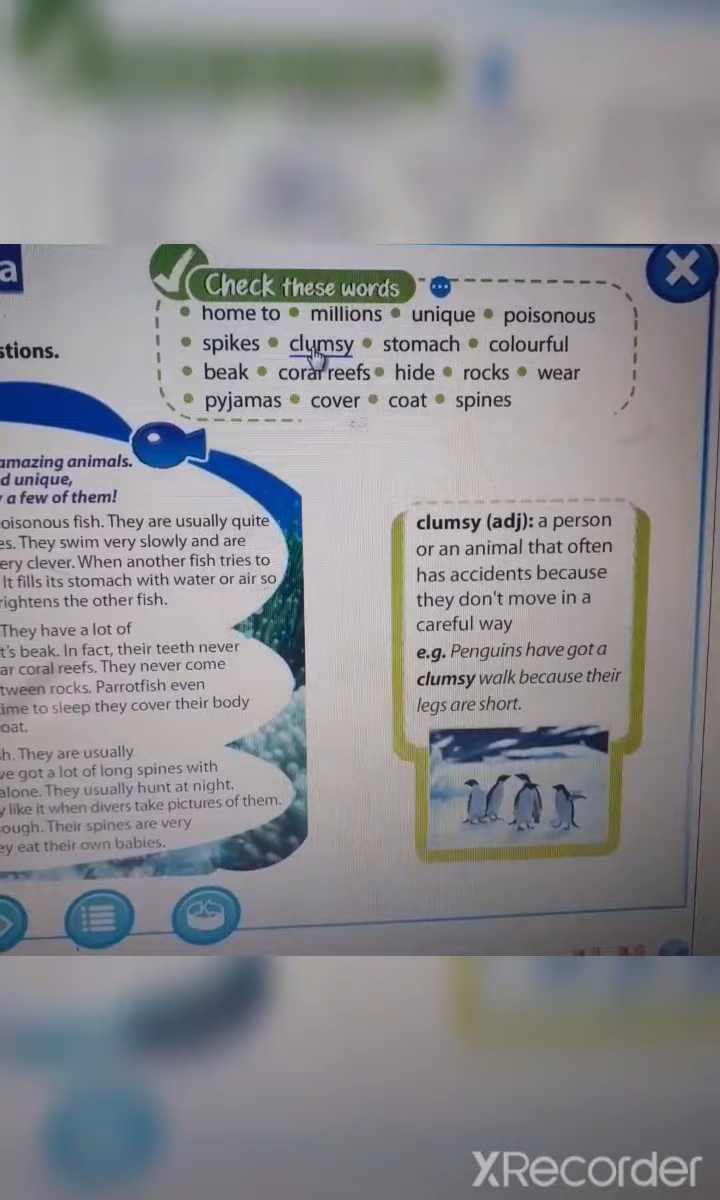 a
Check these words
home to • millions • unique • poisonous
stions.
spikes • clumsy • stomach • colourful
beak • coral reefs • hide • rocks • wear
pyjamas • cover • coat • spines
amazing animals.
d unique,
a few of them!
oisonous fish. They are usually quite
es. They swim very slowly and are
ery clever. When another fish tries to
It fills its stomach with water or air so
rightens the other fish.
They have a lot of
t's beak. In fact, their teeth never
ar coral reefs. They never come
tween rocks. Parrotfish even
ime to sleep they cover their body
oat.
h. They are usually
ve got a lot of long spines with
alone. They usually hunt at night.
y like it when divers take pictures of them.
ough. Their spines are very
ey eat their own babies.
clumsy (adj): a person
or an animal that often
has accidents because
they don't move in a
careful way
e.g. Penguins have got a
clumsy walk because their
legs are short.
XRecorder